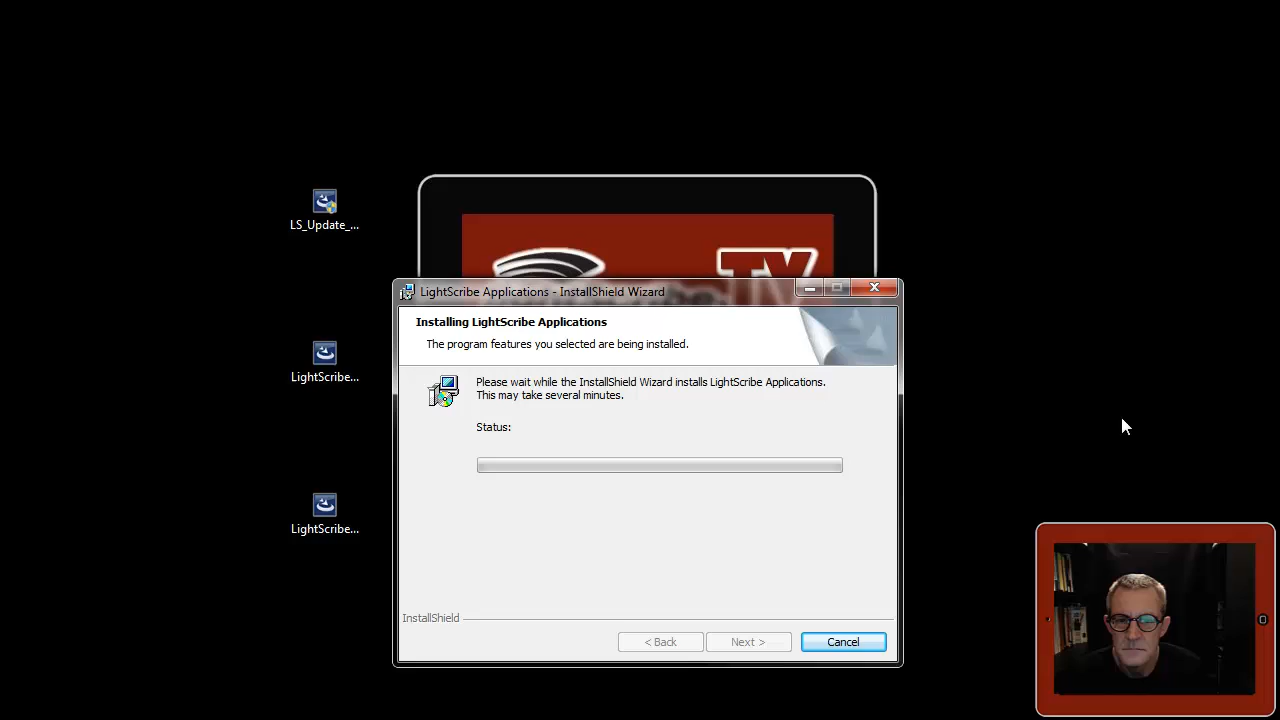 LS_Update_...
TV
LightScribe Applications - InstallShield Wizard
Installing LightScribe Applications
The program features you selected are being installed.
LightScribe...
Please wait while the InstallShield Wizard installs LightScribe Applications.
This may take several minutes.
Status:
LightScribe...
InstallShield
< Back
Next >
Cancel